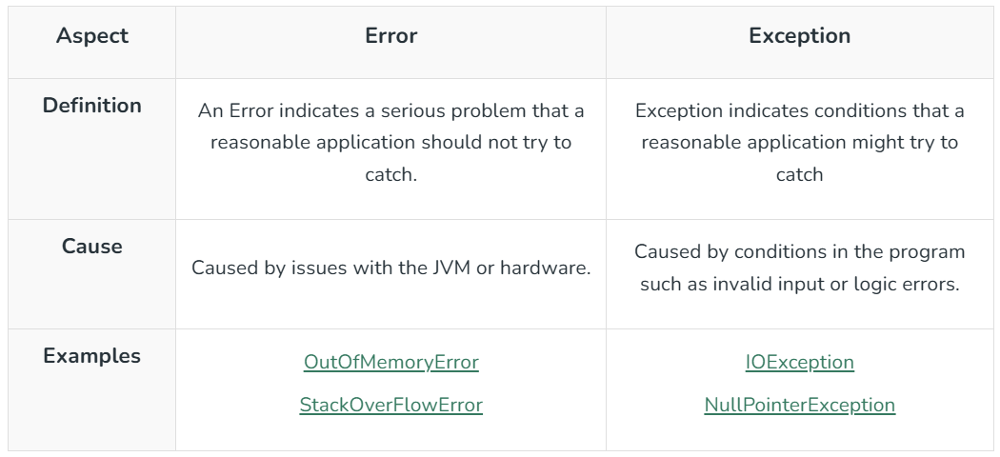 Aspect
Error
Exception
Definition
An Error indicates a serious problem that a
reasonable application should not try to
catch.
Exception indicates conditions that a
reasonable application might try to
catch
Cause
Caused by issues with the JVM or hardware.
Caused by conditions in the program
such as invalid input or logic errors.
Examples
OutOfMemoryError
StackOverFlowError
IOException
NullPointerException